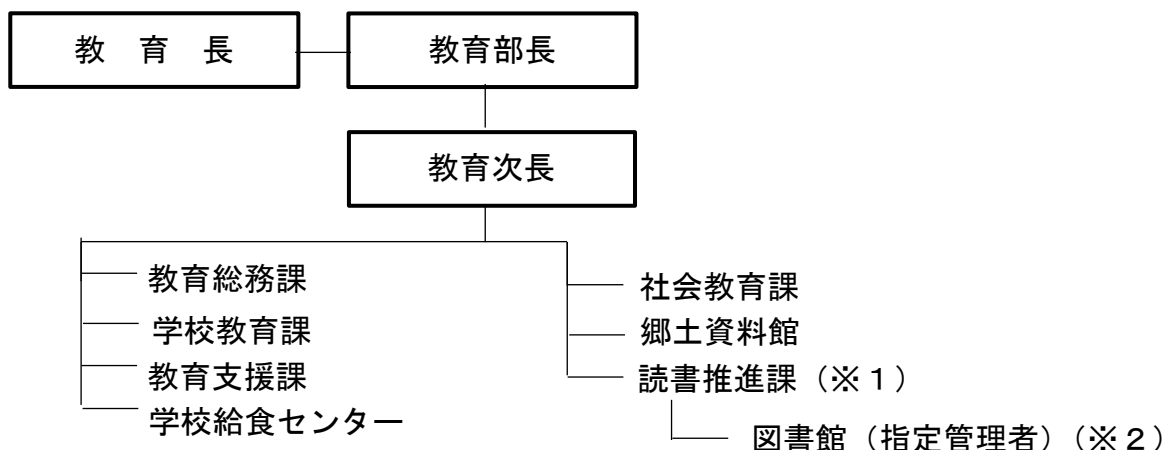 教　育　長
教育部長
教育次長
教育総務課
学校教育課
教育支援課
学校給食センター
社会教育課
郷土資料館
読書推進課（※１）
図書館（指定管理者）（※２）